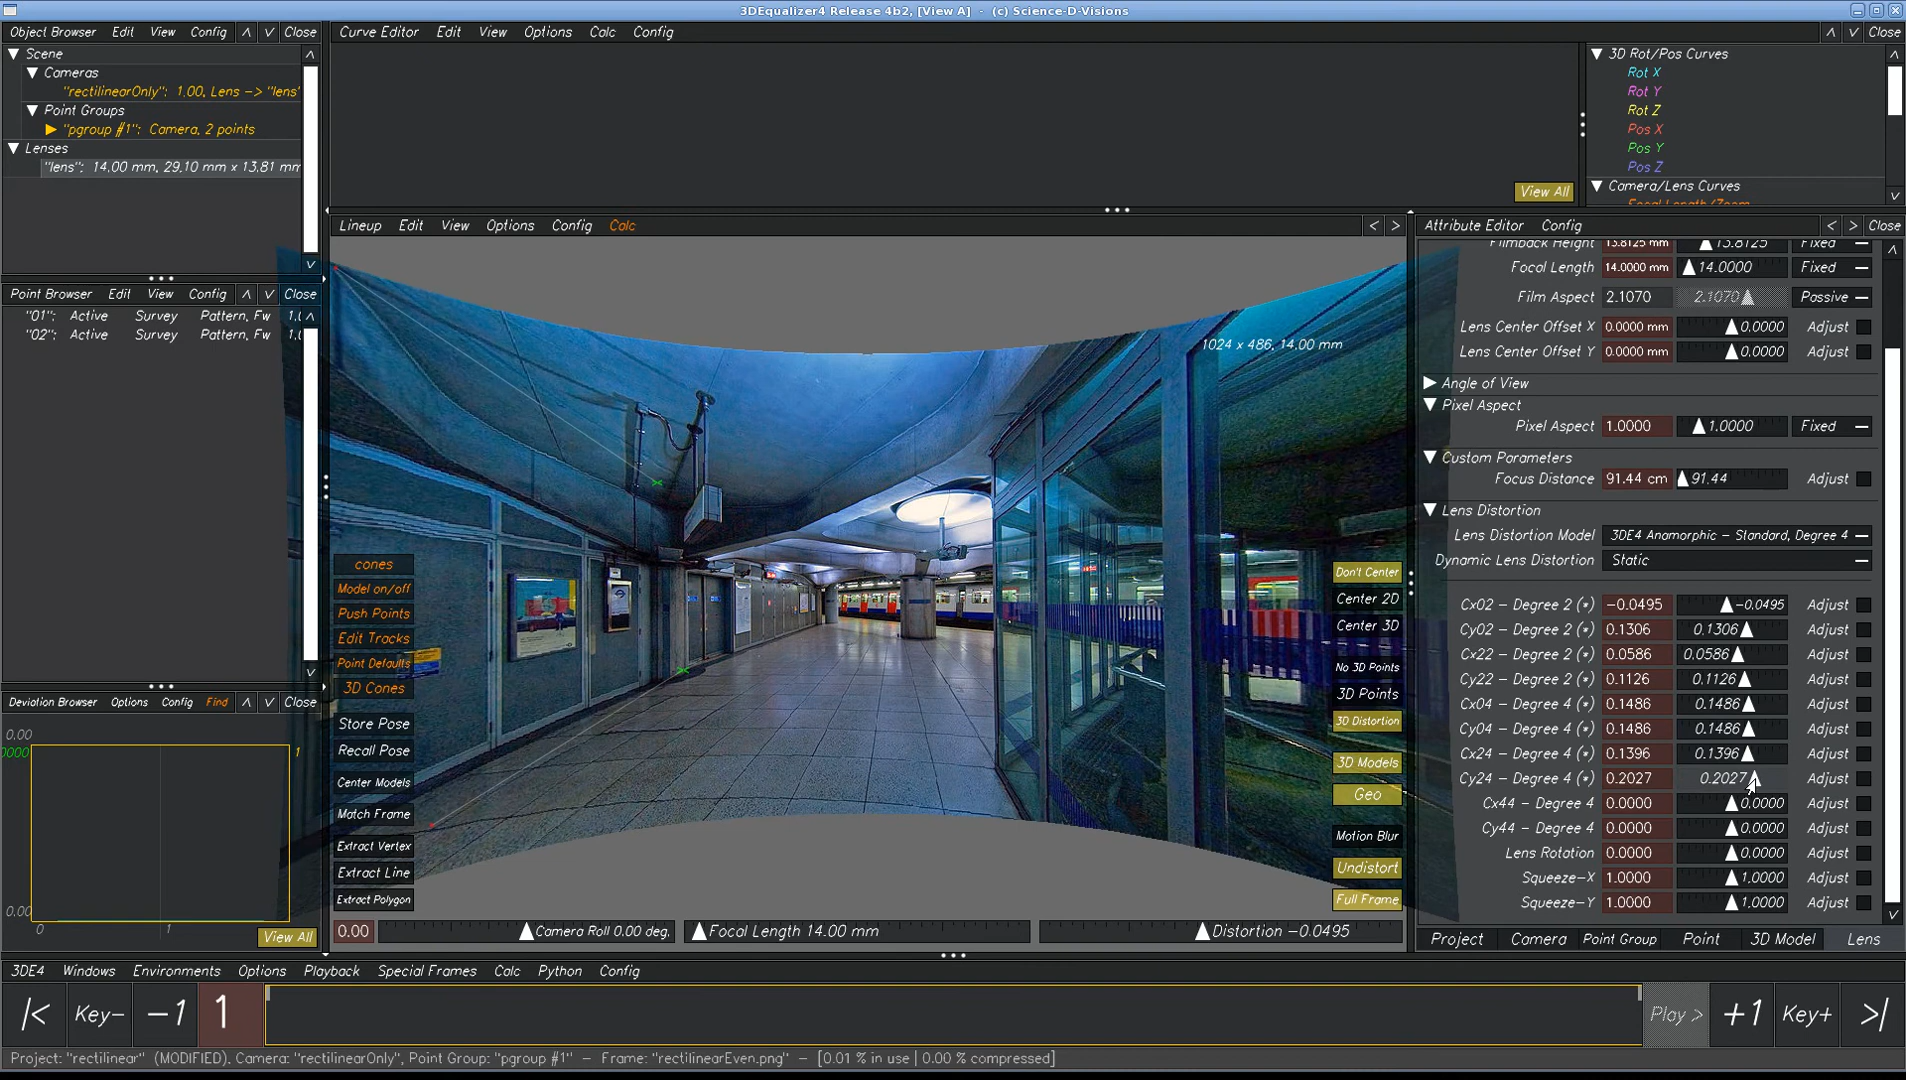 3DEqualizer4 Release 4b2, [View A]  -  (c) Science-D-Visions
Object Browser Edit View Config Close
Scene
Cameras
"rectilinearOnly": 1.00, Lens -> "lens"
Point Groups
"pgroup #1": Camera, 2 points
Lenses
"lens": 14.00 mm, 29.10 mm x 13.81 mm
Curve Editor Edit View Options Calc Config Close
View All
3D Rot/Pos Curves
Rot X
Rot Y
Rot Z
Pos X
Pos Y
Pos Z
Camera/Lens Curves
Focal Length/Zoom
Point Browser Edit View Config Close
"01": Active Survey Pattern, Fw 1,0
"02": Active Survey Pattern, Fw 1,0
Deviation Browser Options Config Find Close
0.00
0000
1
0.00
0 1
View All
Lineup Edit View Options Config Calc < >
1024 x 486, 14.00 mm
cones
Model on/off
Push Points
Edit Tracks
Point Defaults
3D Cones
Store Pose
Recall Pose
Center Models
Match Frame
Extract Vertex
Extract Line
Extract Polygon
Don't Center
Center 2D
Center 3D
No 3D Points
3D Points
3D Distortion
3D Models
Geo
Motion Blur
Undistort
Full Frame
0.00 Camera Roll 0.00 deg. Focal Length 14.00 mm Distortion -0.0495
Attribute Editor Config < > Close
Filmback Height 13.8125 mm 13.8125 Fixed
Focal Length 14.0000 mm 14.0000 Fixed
Film Aspect 2.1070 2.1070 Passive
Lens Center Offset X 0.0000 mm 0.0000 Adjust
Lens Center Offset Y 0.0000 mm 0.0000 Adjust
Angle of View
Pixel Aspect
Pixel Aspect 1.0000 1.0000 Fixed
Custom Parameters
Focus Distance 91.44 cm 91.44 Adjust
Lens Distortion
Lens Distortion Model 3DE4 Anamorphic - Standard, Degree 4
Dynamic Lens Distortion Static
Cx02 - Degree 2 (*) -0.0495 -0.0495 Adjust
Cy02 - Degree 2 (*) 0.1306 0.1306 Adjust
Cx22 - Degree 2 (*) 0.0586 0.0586 Adjust
Cy22 - Degree 2 (*) 0.1126 0.1126 Adjust
Cx04 - Degree 4 (*) 0.1486 0.1486 Adjust
Cy04 - Degree 4 (*) 0.1486 0.1486 Adjust
Cx24 - Degree 4 (*) 0.1396 0.1396 Adjust
Cy24 - Degree 4 (*) 0.2027 0.2027 Adjust
Cx44 - Degree 4 0.0000 0.0000 Adjust
Cy44 - Degree 4 0.0000 0.0000 Adjust
Lens Rotation 0.0000 0.0000 Adjust
Squeeze-X 1.0000 1.0000 Adjust
Squeeze-Y 1.0000 1.0000 Adjust
Project Camera Point Group Point 3D Model Lens
3DE4 Windows Environments Options Playback Special Frames Calc Python Config
|< Key- -1 1 Play > +1 Key+ >|
Project: "rectilinear"  (MODIFIED), Camera: "rectilinearOnly", Point Group: "pgroup #1"  -  Frame: "rectilinearEven.png"  -  [0.01 % in use | 0.00 % compressed]